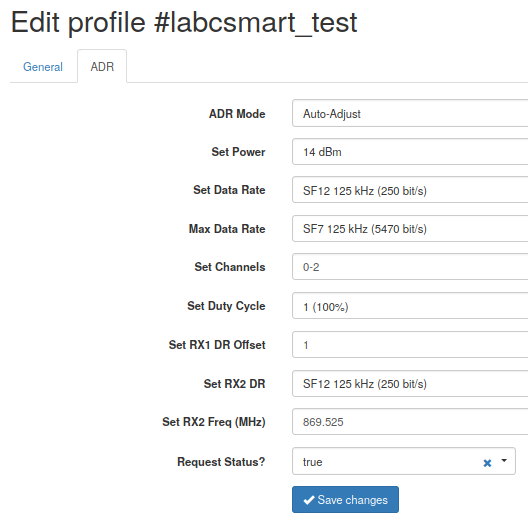 Edit profile #labcsmart_test
General ADR
ADR Mode Auto-Adjust
Set Power 14 dBm
Set Data Rate SF12 125 kHz (250 bit/s)
Max Data Rate SF7 125 kHz (5470 bit/s)
Set Channels 0-2
Set Duty Cycle 1 (100%)
Set RX1 DR Offset 1
Set RX2 DR SF12 125 kHz (250 bit/s)
Set RX2 Freq (MHz) 869.525
Request Status? true
Save changes